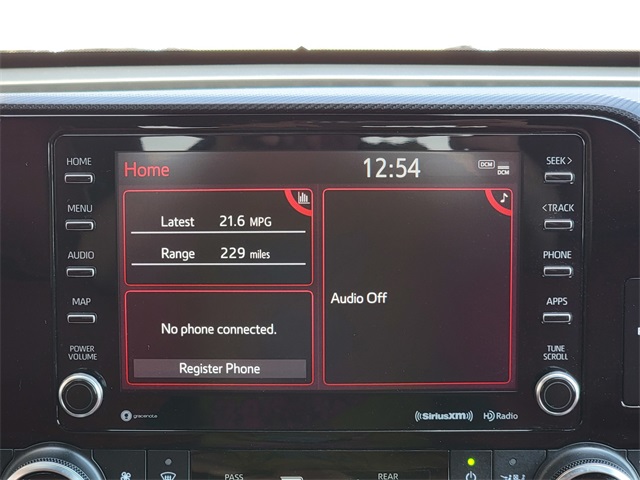 HOME
MENU
AUDIO
MAP
POWER
VOLUME
Home
12:54
DCM
DCM
Latest 21.6 MPG
Range 229 miles
No phone connected.
Register Phone
Audio Off
SEEK >
< TRACK
PHONE
APPS
TUNE
SCROLL
gracenote
((SiriusXM))
HD Radio
PASS
REAR